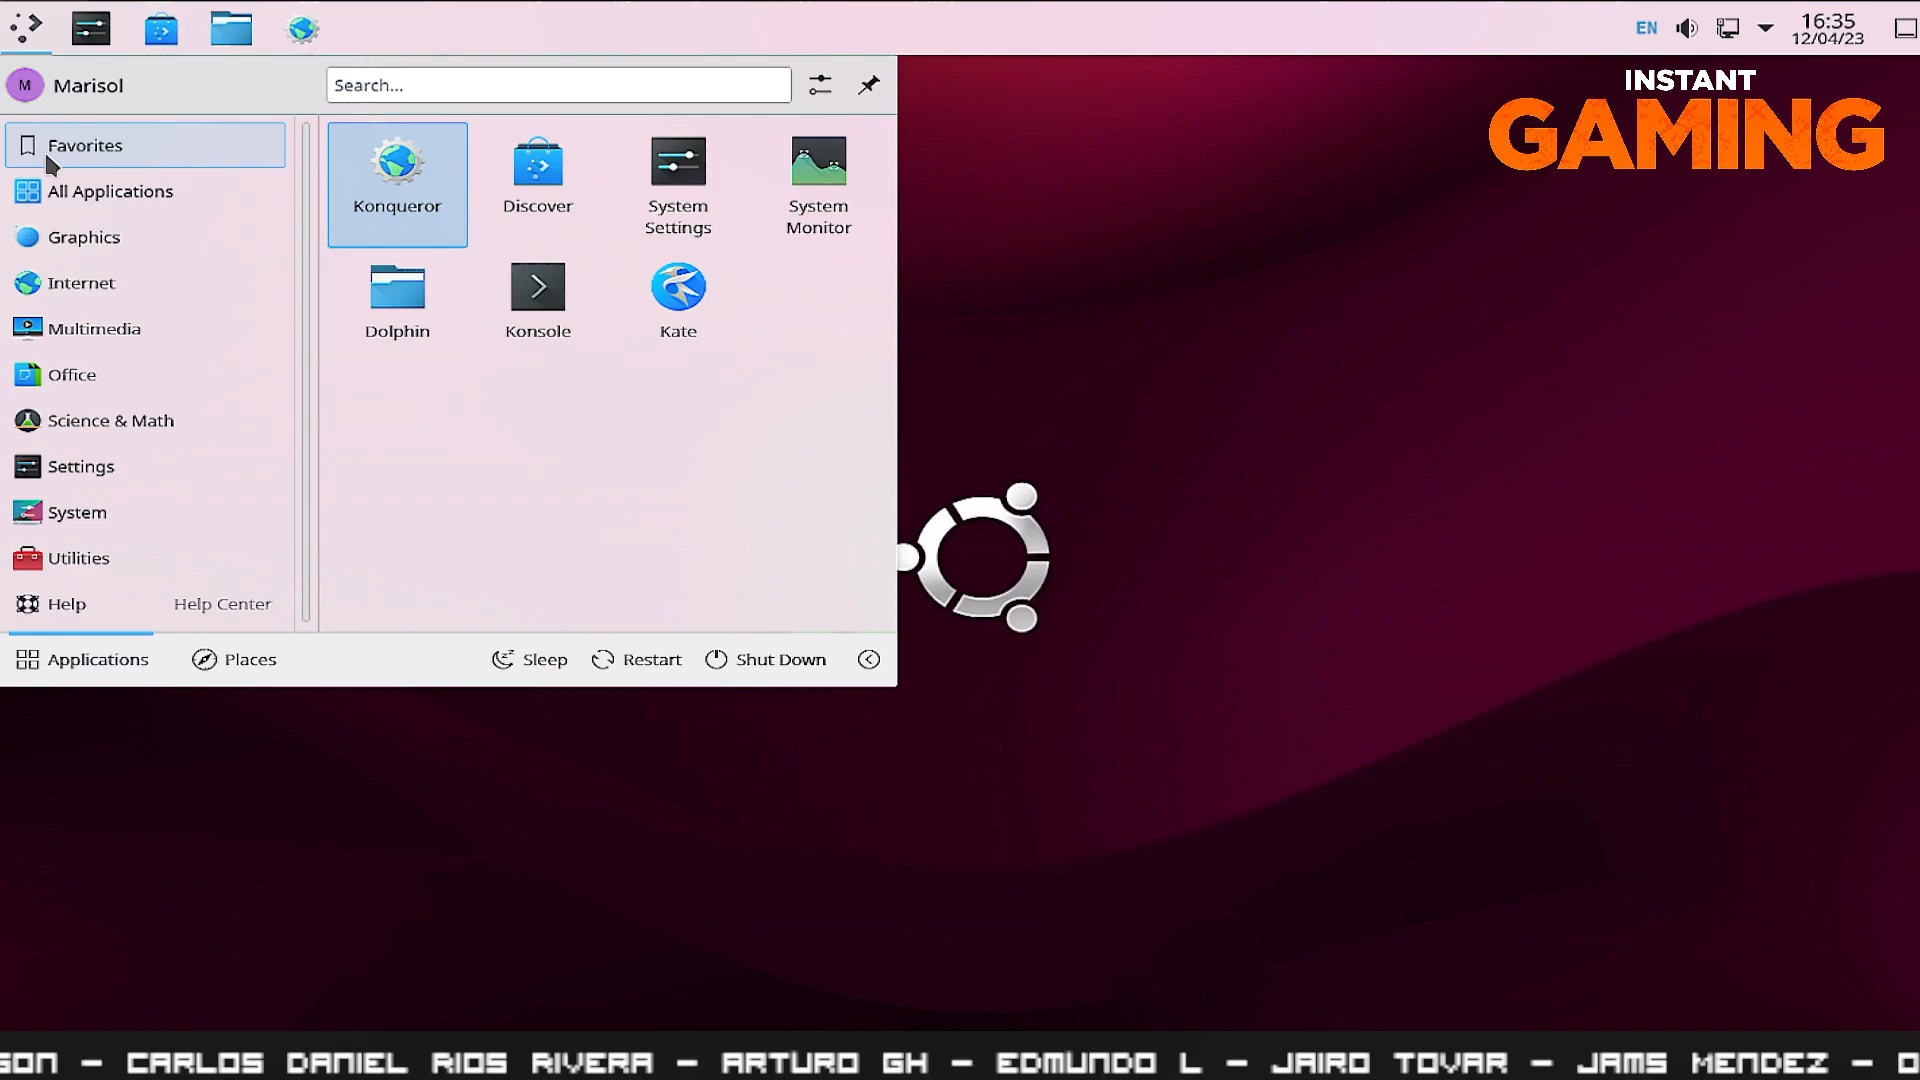 EN
16:35
12/04/23
M
Marisol
Search...
INSTANT
GAMING
Favorites
All Applications
Graphics
Internet
Multimedia
Office
Science & Math
Settings
System
Utilities
Help
Help Center
Konqueror
Discover
System
Settings
System
Monitor
Dolphin
Konsole
Kate
Applications
Places
Sleep
Restart
Shut Down
SON - CARLOS DANIEL RIOS RIVERA - ARTURO GH - EDMUNDO L - JAIRO TOVAR - JAMS MENDEZ -